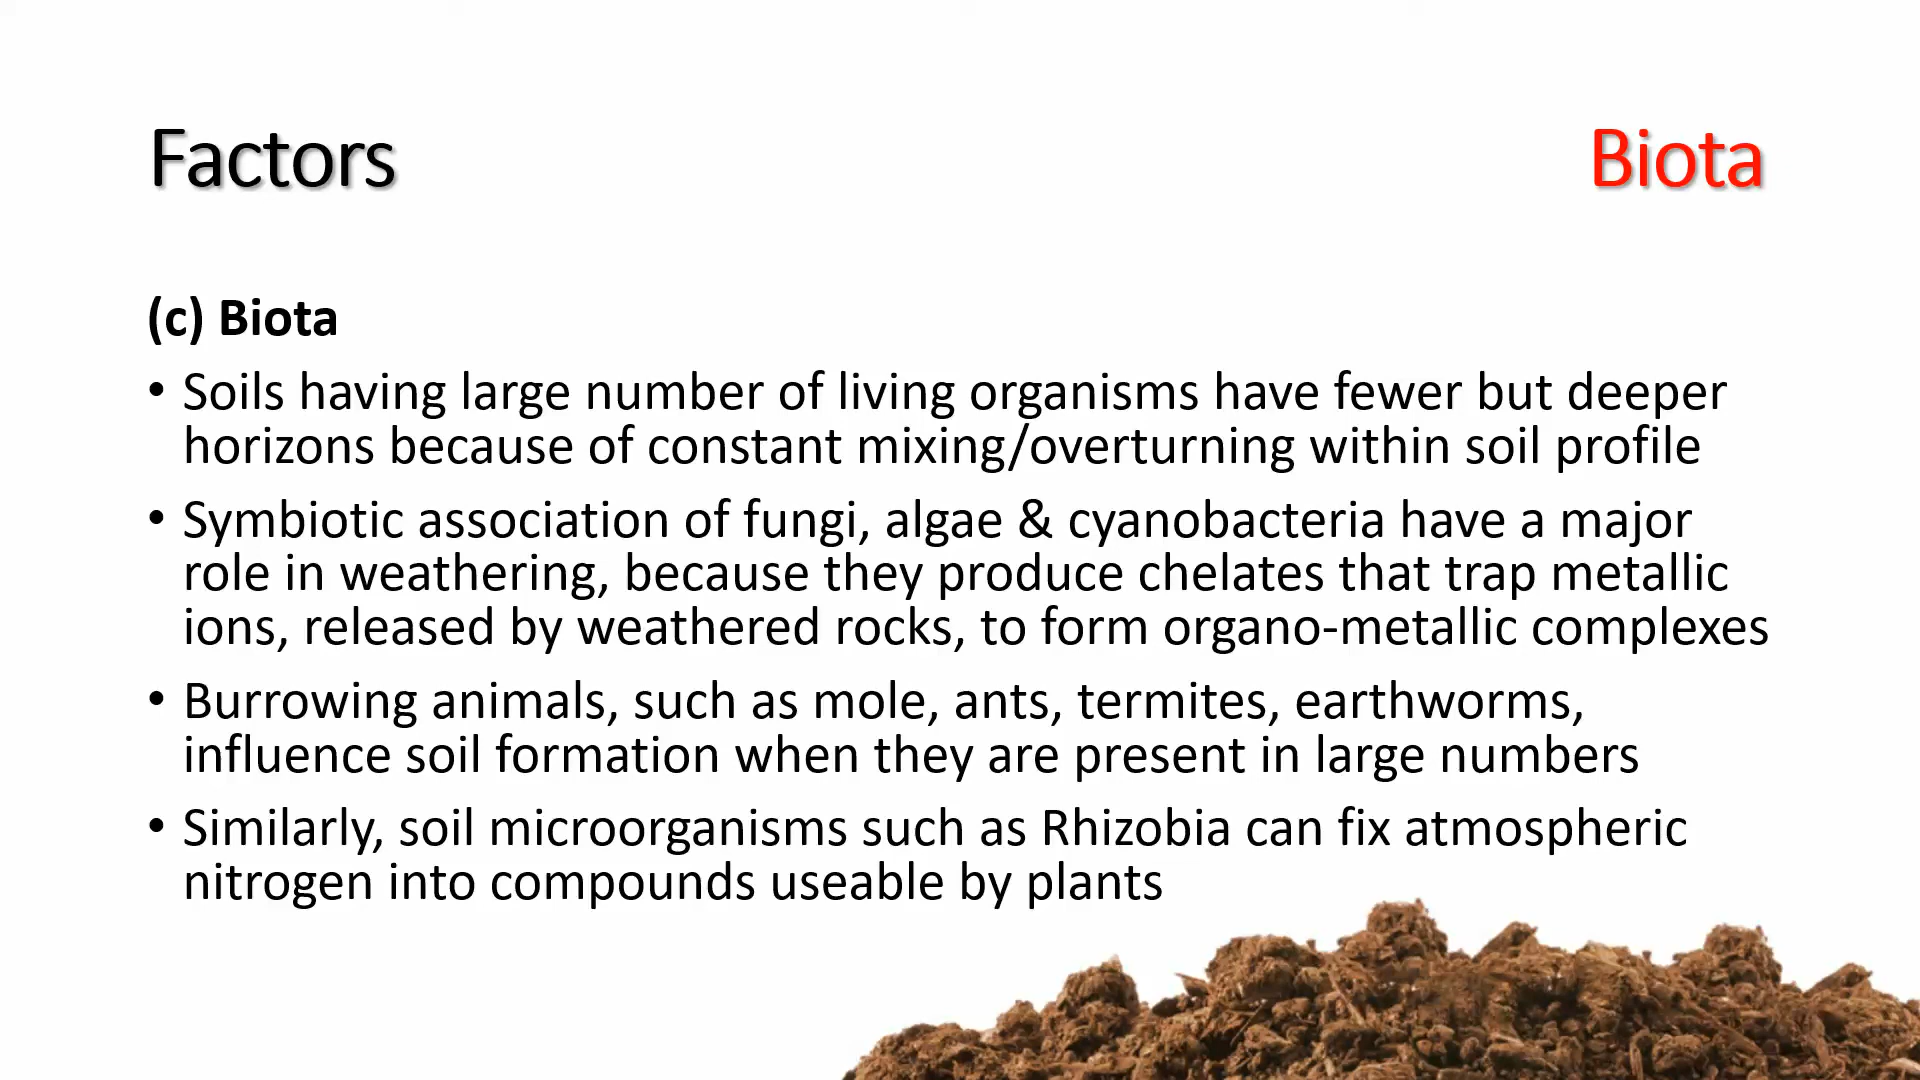 Factors
Biota
(c) Biota
• Soils having large number of living organisms have fewer but deeper
horizons because of constant mixing/overturning within soil profile
• Symbiotic association of fungi, algae & cyanobacteria have a major
role in weathering, because they produce chelates that trap metallic
ions, released by weathered rocks, to form organo-metallic complexes
• Burrowing animals, such as mole, ants, termites, earthworms,
influence soil formation when they are present in large numbers
• Similarly, soil microorganisms such as Rhizobia can fix atmospheric
nitrogen into compounds useable by plants